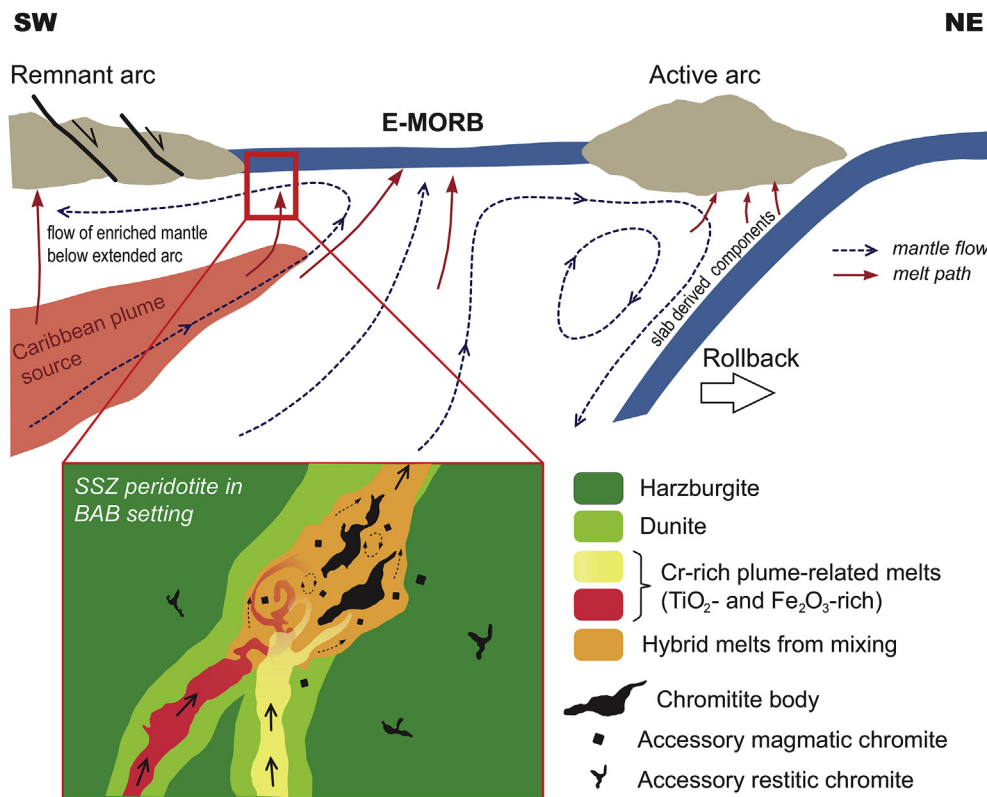 SW
NE
Remnant arc
Active arc
E-MORB
flow of enriched mantle
below extended arc
Caribbean plume
source
slab derived components
mantle flow
melt path
Rollback
SSZ peridotite in
BAB setting
Harzburgite
Dunite
Cr-rich plume-related melts
(TiO₂- and Fe₂O₃-rich)
Hybrid melts from mixing
Chromitite body
Accessory magmatic chromite
Accessory restitic chromite